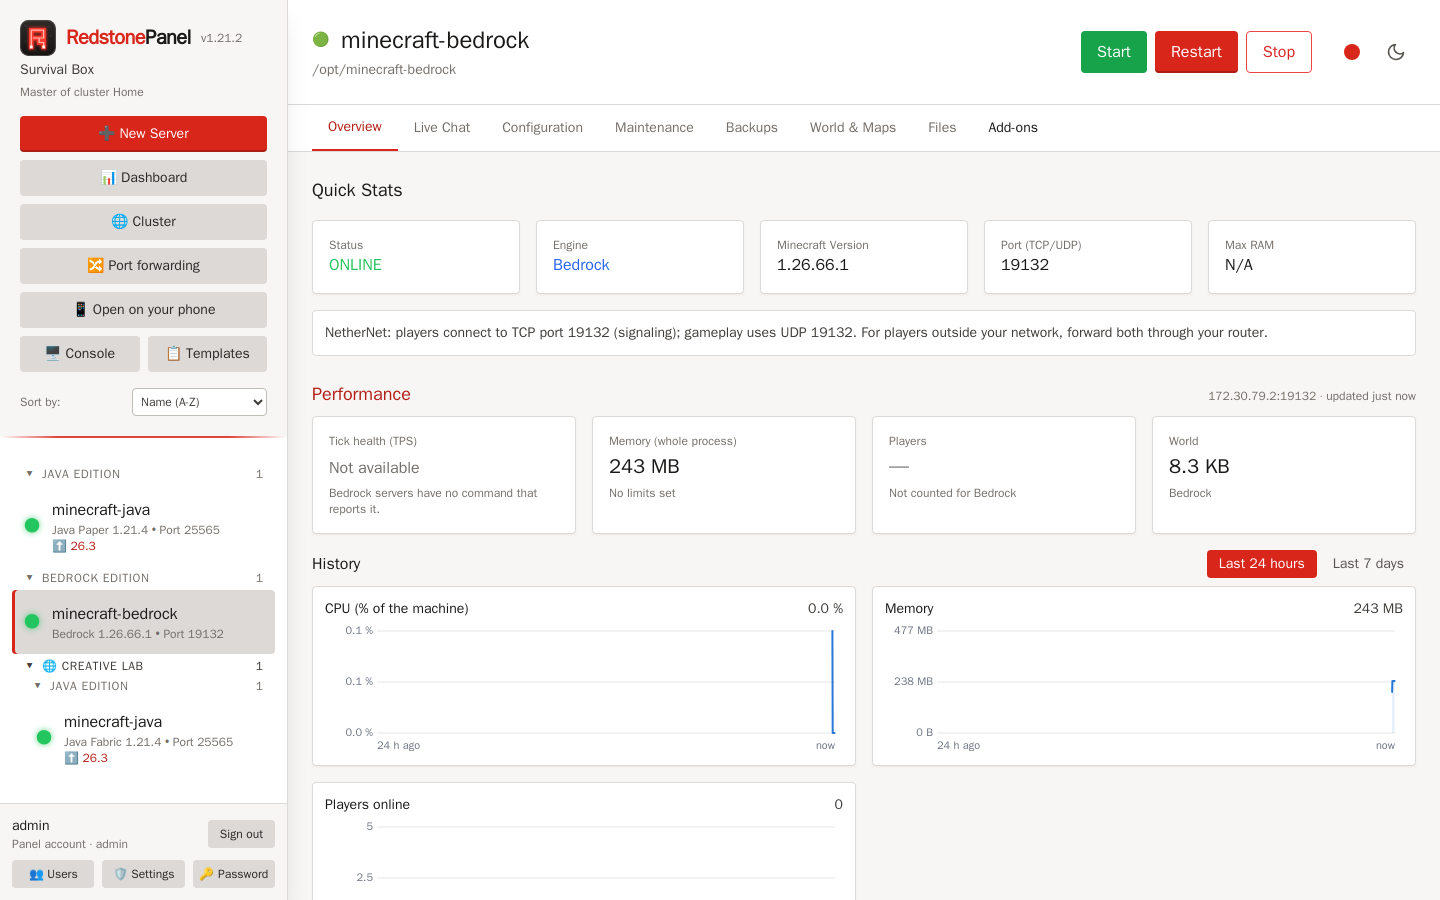 RedstonePanel v1.21.2
Survival Box
Master of cluster Home
➕ New Server
📊 Dashboard
🌐 Cluster
🔀 Port forwarding
📱 Open on your phone
🖥️ Console
📋 Templates
Sort by:
Name (A-Z)
▼ JAVA EDITION 1
minecraft-java
Java Paper 1.21.4 • Port 25565
⬆️ 26.3
▼ BEDROCK EDITION 1
minecraft-bedrock
Bedrock 1.26.66.1 • Port 19132
▼ 🌐 CREATIVE LAB 1
▼ JAVA EDITION 1
minecraft-java
Java Fabric 1.21.4 • Port 25565
⬆️ 26.3
admin
Panel account · admin
Sign out
👥 Users
🛡️ Settings
🔑 Password
minecraft-bedrock
/opt/minecraft-bedrock
Start
Restart
Stop
Overview
Live Chat
Configuration
Maintenance
Backups
World & Maps
Files
Add-ons
Quick Stats
Status
ONLINE
Engine
Bedrock
Minecraft Version
1.26.66.1
Port (TCP/UDP)
19132
Max RAM
N/A
NetherNet: players connect to TCP port 19132 (signaling); gameplay uses UDP 19132. For players outside your network, forward both through your router.
Performance
172.30.79.2:19132 · updated just now
Tick health (TPS)
Not available
Bedrock servers have no command that
reports it.
Memory (whole process)
243 MB
No limits set
Players
—
Not counted for Bedrock
World
8.3 KB
Bedrock
History
Last 24 hours
Last 7 days
CPU (% of the machine)
0.0 %
0.1 %
0.1 %
0.0 %
24 h ago
now
Memory
243 MB
477 MB
238 MB
0 B
24 h ago
now
Players online
0
5
2.5